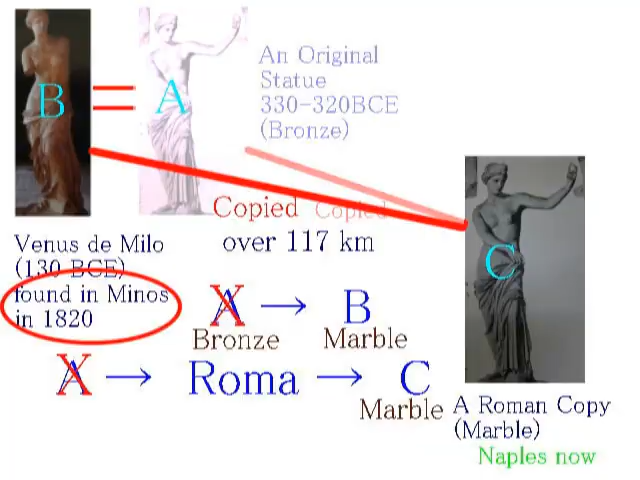 B = A
An Original
Statue
330-320BCE
(Bronze)
Copied Copied
over 117 km
Venus de Milo
(130 BCE)
found in Minos
in 1820
A → B
Bronze Marble
A → Roma → C
Marble
C
A Roman Copy
(Marble)
Naples now